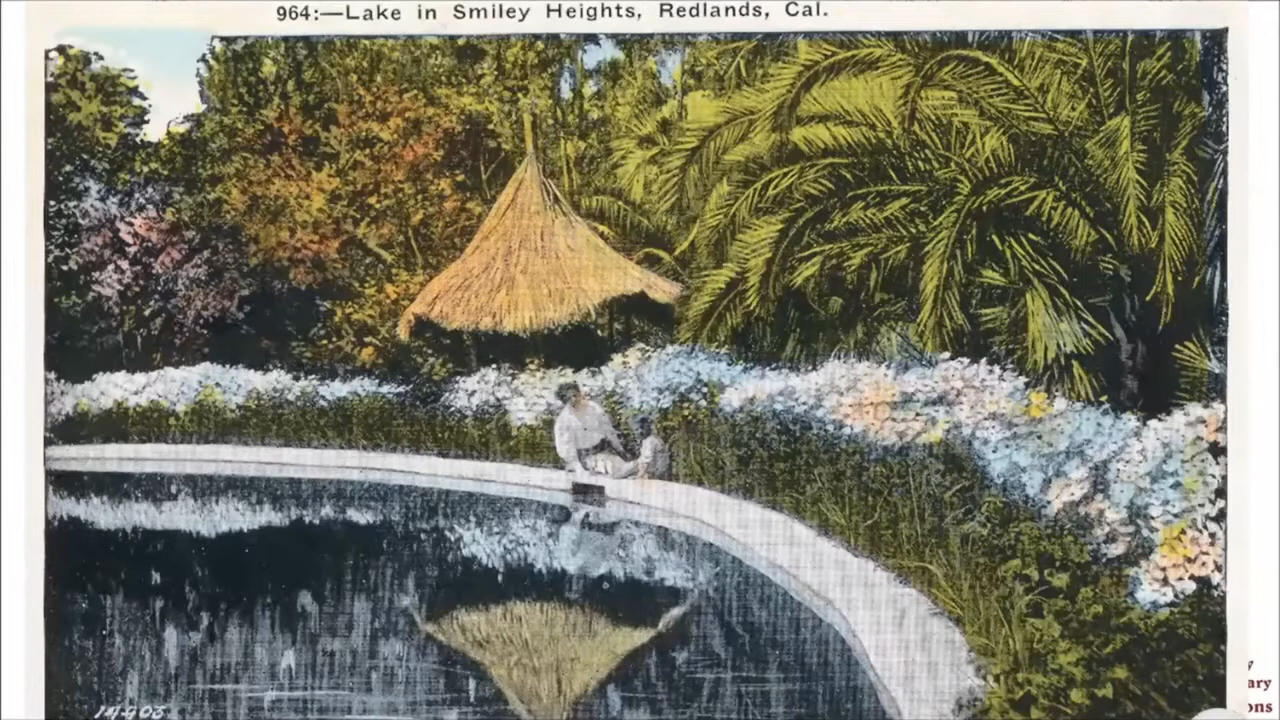 964:—Lake in Smiley Heights, Redlands, Cal.
14903